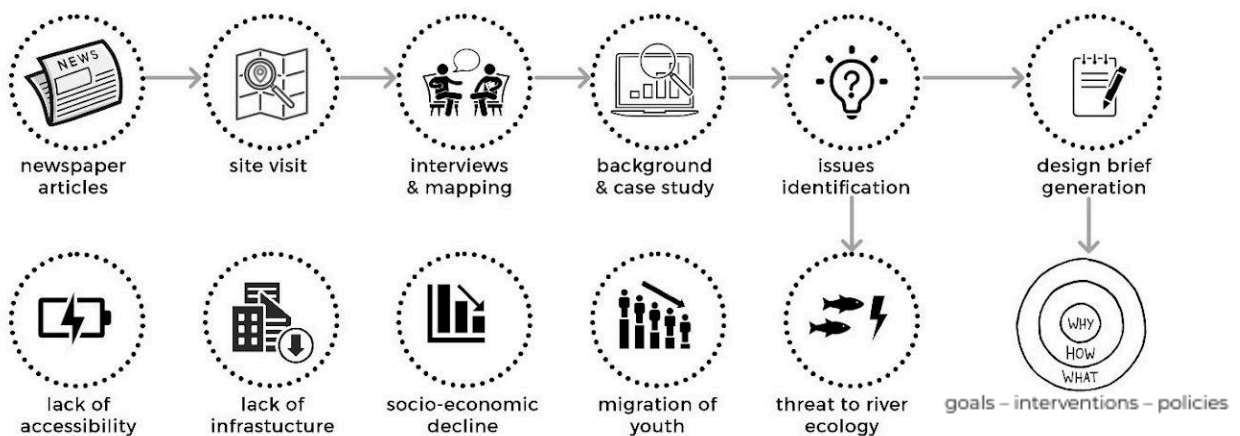 NEWS
?
newspaper
articles
site visit
interviews
& mapping
background
& case study
issues
identification
design brief
generation
WHY
HOW
WHAT
lack of
accessibility
lack of
infrastucture
socio-economic
decline
migration of
youth
threat to river
ecology
goals – interventions – policies